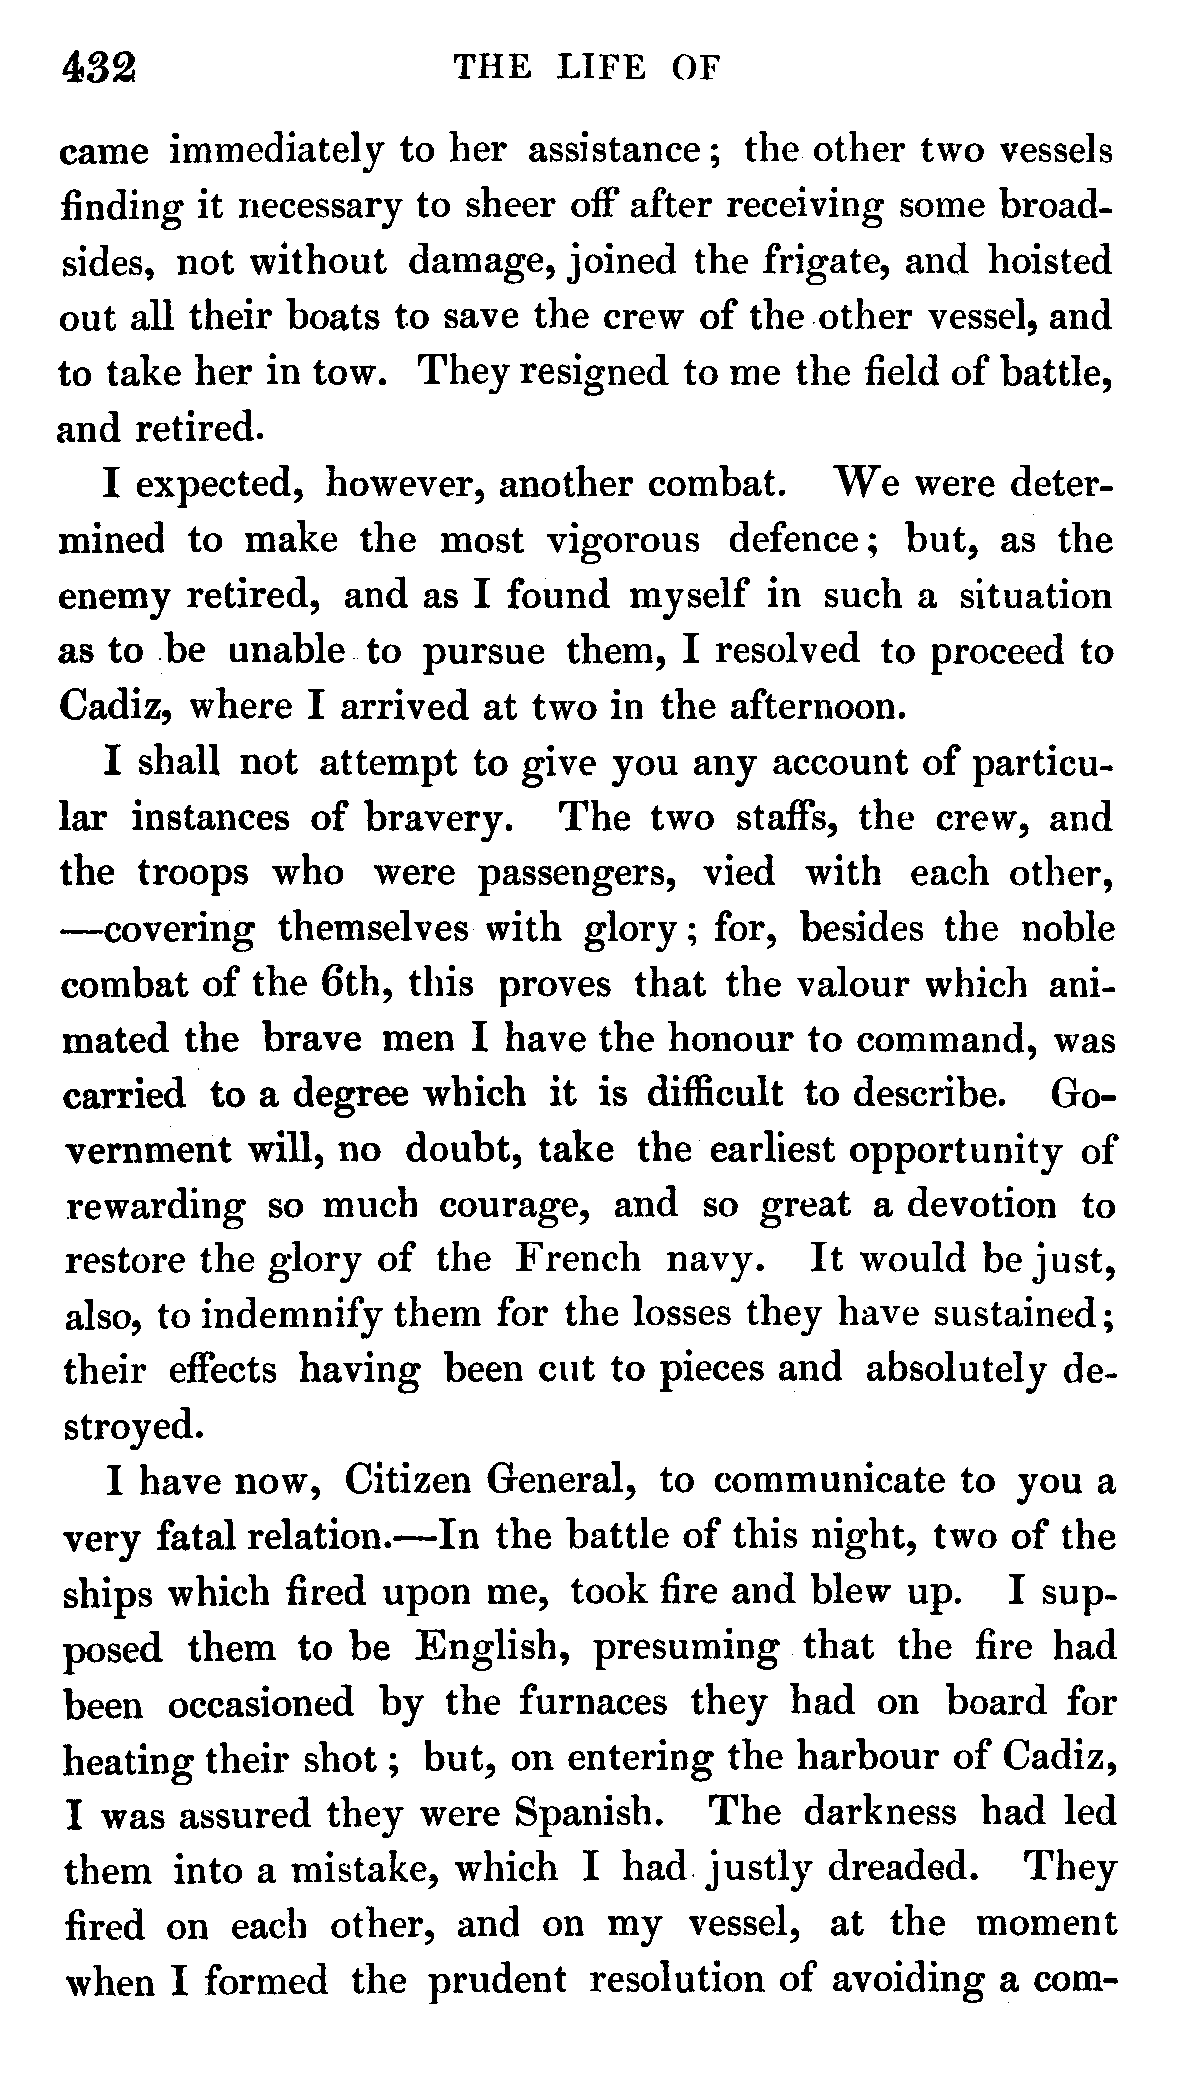 432 THE LIFE OF
came immediately to her assistance; the other two vessels
finding it necessary to sheer off after receiving some broad-
sides, not without damage, joined the frigate, and hoisted
out all their boats to save the crew of the other vessel, and
to take her in tow. They resigned to me the field of battle,
and retired.
I expected, however, another combat. We were deter-
mined to make the most vigorous defence; but, as the
enemy retired, and as I found myself in such a situation
as to be unable to pursue them, I resolved to proceed to
Cadiz, where I arrived at two in the afternoon.
I shall not attempt to give you any account of particu-
lar instances of bravery. The two staffs, the crew, and
the troops who were passengers, vied with each other,
—covering themselves with glory; for, besides the noble
combat of the 6th, this proves that the valour which ani-
mated the brave men I have the honour to command, was
carried to a degree which it is difficult to describe. Go-
vernment will, no doubt, take the earliest opportunity of
rewarding so much courage, and so great a devotion to
restore the glory of the French navy. It would be just,
also, to indemnify them for the losses they have sustained;
their effects having been cut to pieces and absolutely de-
stroyed.
I have now, Citizen General, to communicate to you a
very fatal relation.—In the battle of this night, two of the
ships which fired upon me, took fire and blew up. I sup-
posed them to be English, presuming that the fire had
been occasioned by the furnaces they had on board for
heating their shot; but, on entering the harbour of Cadiz,
I was assured they were Spanish. The darkness had led
them into a mistake, which I had justly dreaded. They
fired on each other, and on my vessel, at the moment
when I formed the prudent resolution of avoiding a com-